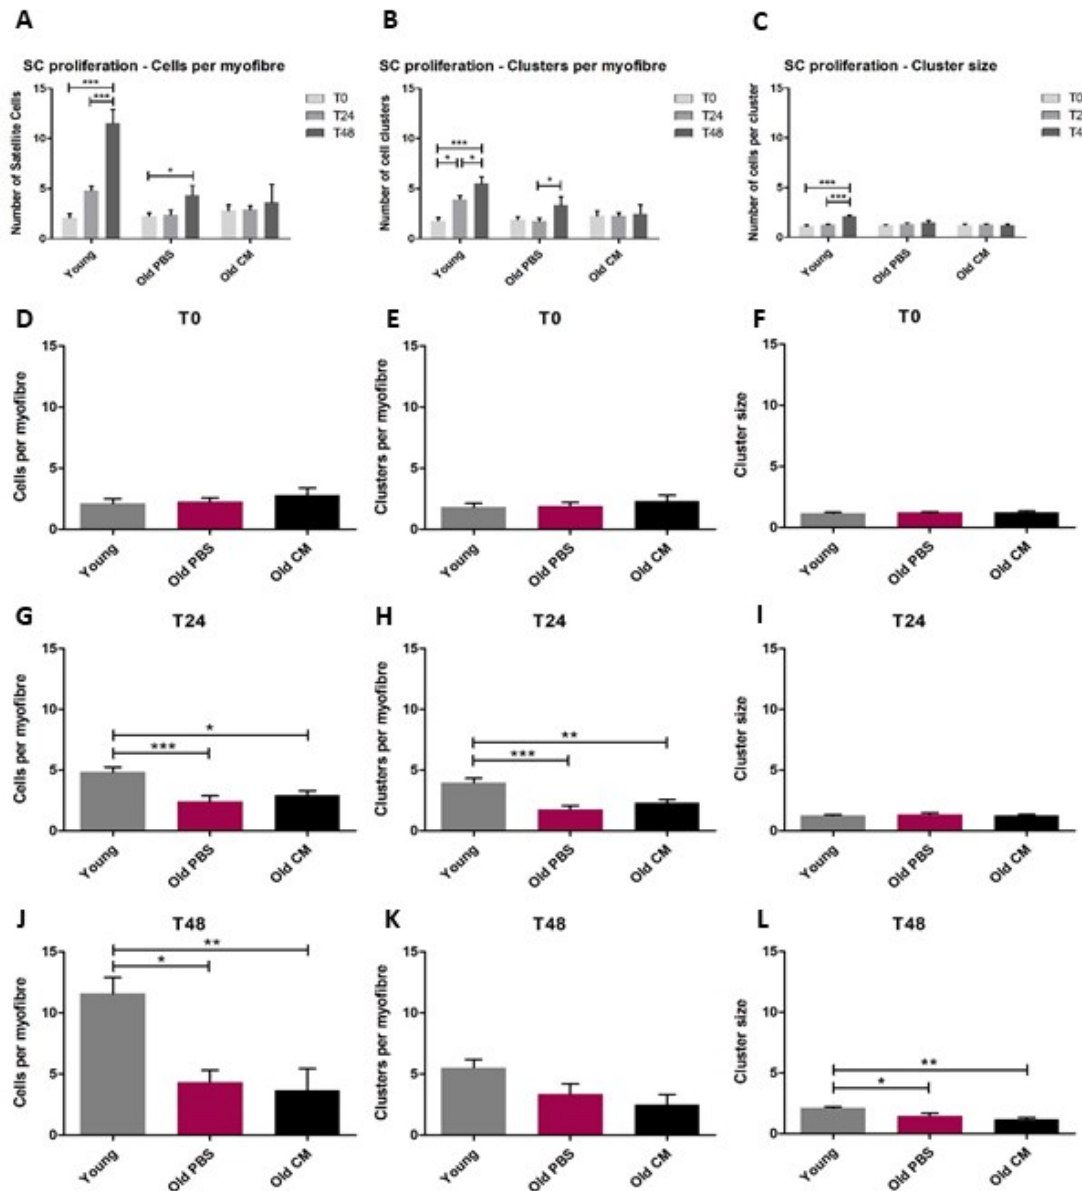 A
SC proliferation - Cells per myofibre
Number of Satellite Cells
15
10
5
0
***
***
*
Young
Old PBS
Old CM
T0
T24
T48
B
SC proliferation - Clusters per myofibre
Number of cell clusters
15
10
5
0
***
* *
*
Young
Old PBS
Old CM
T0
T24
T48
C
SC proliferation - Cluster size
Number of cells per cluster
15
10
5
0
***
***
Young
Old PBS
Old CM
T0
T2
T4
D
T0
Cells per myofibre
15
10
5
0
Young
Old PBS
Old CM
E
T0
Clusters per myofibre
15
10
5
0
Young
Old PBS
Old CM
F
T0
Cluster size
15
10
5
0
Young
Old PBS
Old CM
G
T24
Cells per myofibre
15
10
5
0
*
***
Young
Old PBS
Old CM
H
T24
Clusters per myofibre
15
10
5
0
**
***
Young
Old PBS
Old CM
I
T24
Cluster size
15
10
5
0
Young
Old PBS
Old CM
J
T48
Cells per myofibre
15
10
5
0
**
*
Young
Old PBS
Old CM
K
T48
Clusters per myofibre
15
10
5
0
Young
Old PBS
Old CM
L
T48
Cluster size
15
10
5
0
**
*
Young
Old PBS
Old CM